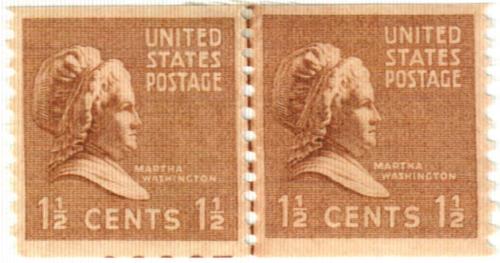 UNITED
STATES
POSTAGE
MARTHA
WASHINGTON
1½ CENTS 1½
UNITED
STATES
POSTAGE
MARTHA
WASHINGTON
1½ CENTS 1½